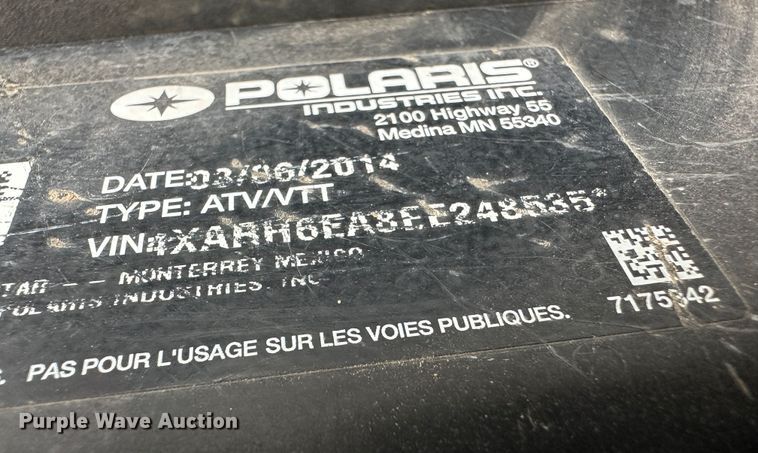 POLARIS®
INDUSTRIES INC.
2100 Highway 55
Medina MN 55340
DATE:03/06/2014
TYPE: ATV/VTT
VIN4XARH6EA8EE248535*
- - MONTERREY MEXICO
POLARIS INDUSTRIES, INC
PAS POUR L'USAGE SUR LES VOIES PUBLIQUES.
Purple Wave Auction